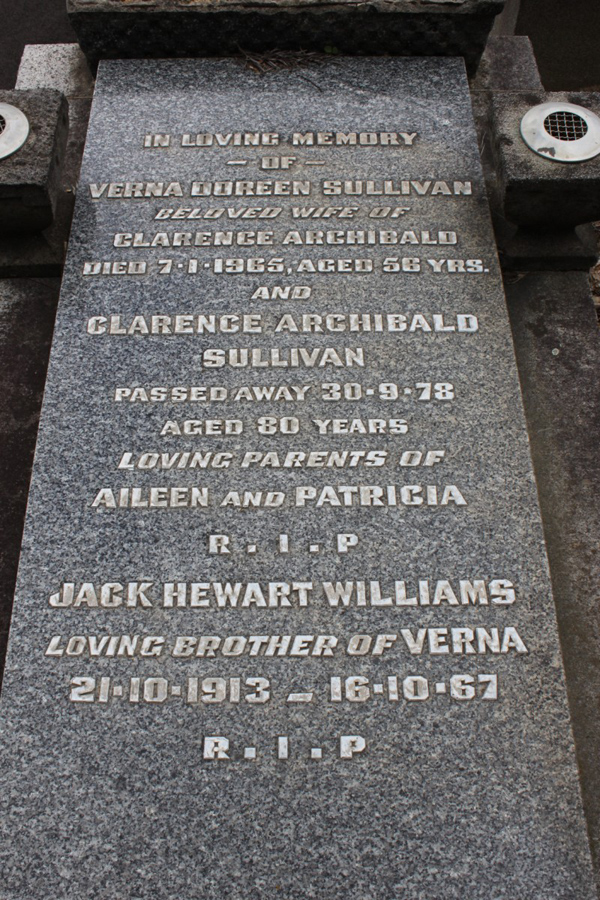 IN LOVING MEMORY
– OF –
VERNA DOREEN SULLIVAN
BELOVED WIFE OF
CLARENCE ARCHIBALD
DIED 7·1·1965, AGED 56 YRS.
AND
CLARENCE ARCHIBALD
SULLIVAN
PASSED AWAY 30·9·78
AGED 80 YEARS
LOVING PARENTS OF
AILEEN AND PATRICIA
R . I . P
JACK HEWART WILLIAMS
LOVING BROTHER OF VERNA
21·10·1913 – 16·10·67
R . I . P